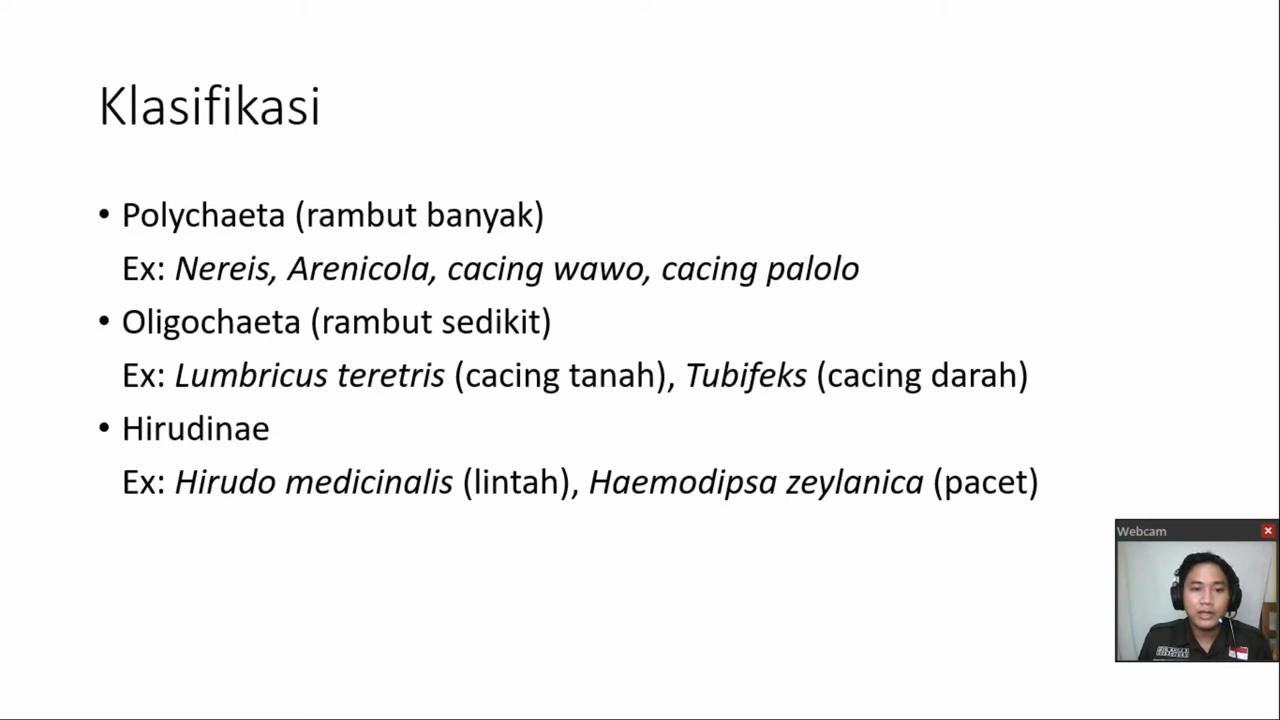 Klasifikasi
• Polychaeta (rambut banyak)
Ex: Nereis, Arenicola, cacing wawo, cacing palolo
• Oligochaeta (rambut sedikit)
Ex: Lumbricus teretris (cacing tanah), Tubifeks (cacing darah)
• Hirudinae
Ex: Hirudo medicinalis (lintah), Haemodipsa zeylanica (pacet)
Webcam